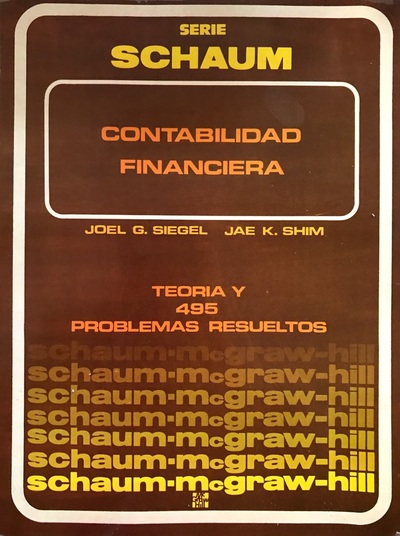 SERIE
SCHAUM
CONTABILIDAD
FINANCIERA
JOEL G. SIEGEL JAE K. SHIM
TEORIA Y
495
PROBLEMAS RESUELTOS
schaum·mcgraw-hill
schaum·mcgraw-hill
schaum·mcgraw-hill
schaum·mcgraw-hill
schaum·mcgraw-hill
schaum·mcgraw-hill
schaum·mcgraw-hill